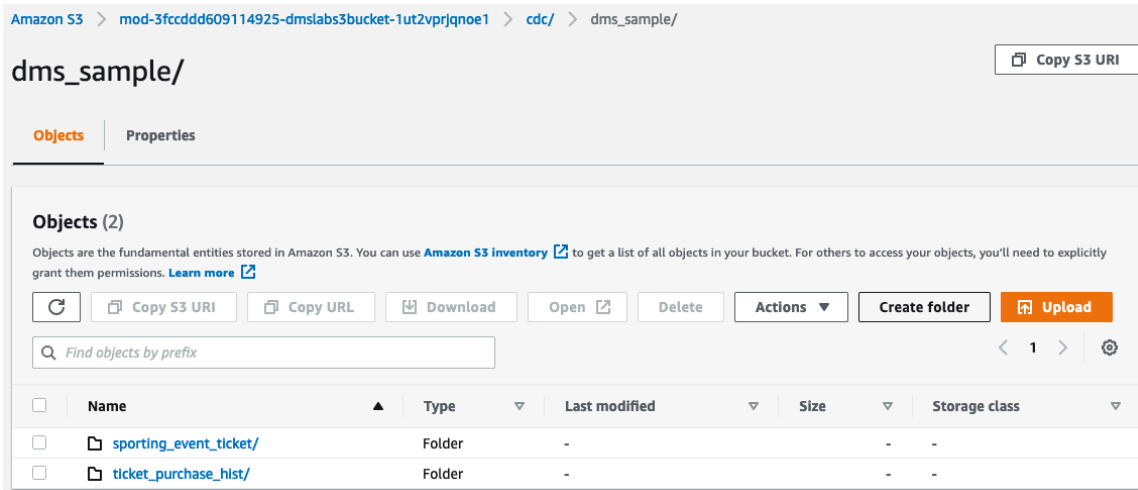 Amazon S3 > mod-3fccddd609114925-dmslabs3bucket-1ut2vprjqnoe1 > cdc/ > dms_sample/
dms_sample/
Copy S3 URI
Objects Properties
Objects (2)
Objects are the fundamental entities stored in Amazon S3. You can use Amazon S3 inventory to get a list of all objects in your bucket. For others to access your objects, you'll need to explicitly
grant them permissions. Learn more
Copy S3 URI Copy URL Download Open Delete Actions Create folder Upload
Find objects by prefix
< 1 >
Name Type Last modified Size Storage class
sporting_event_ticket/ Folder - - -
ticket_purchase_hist/ Folder - - -